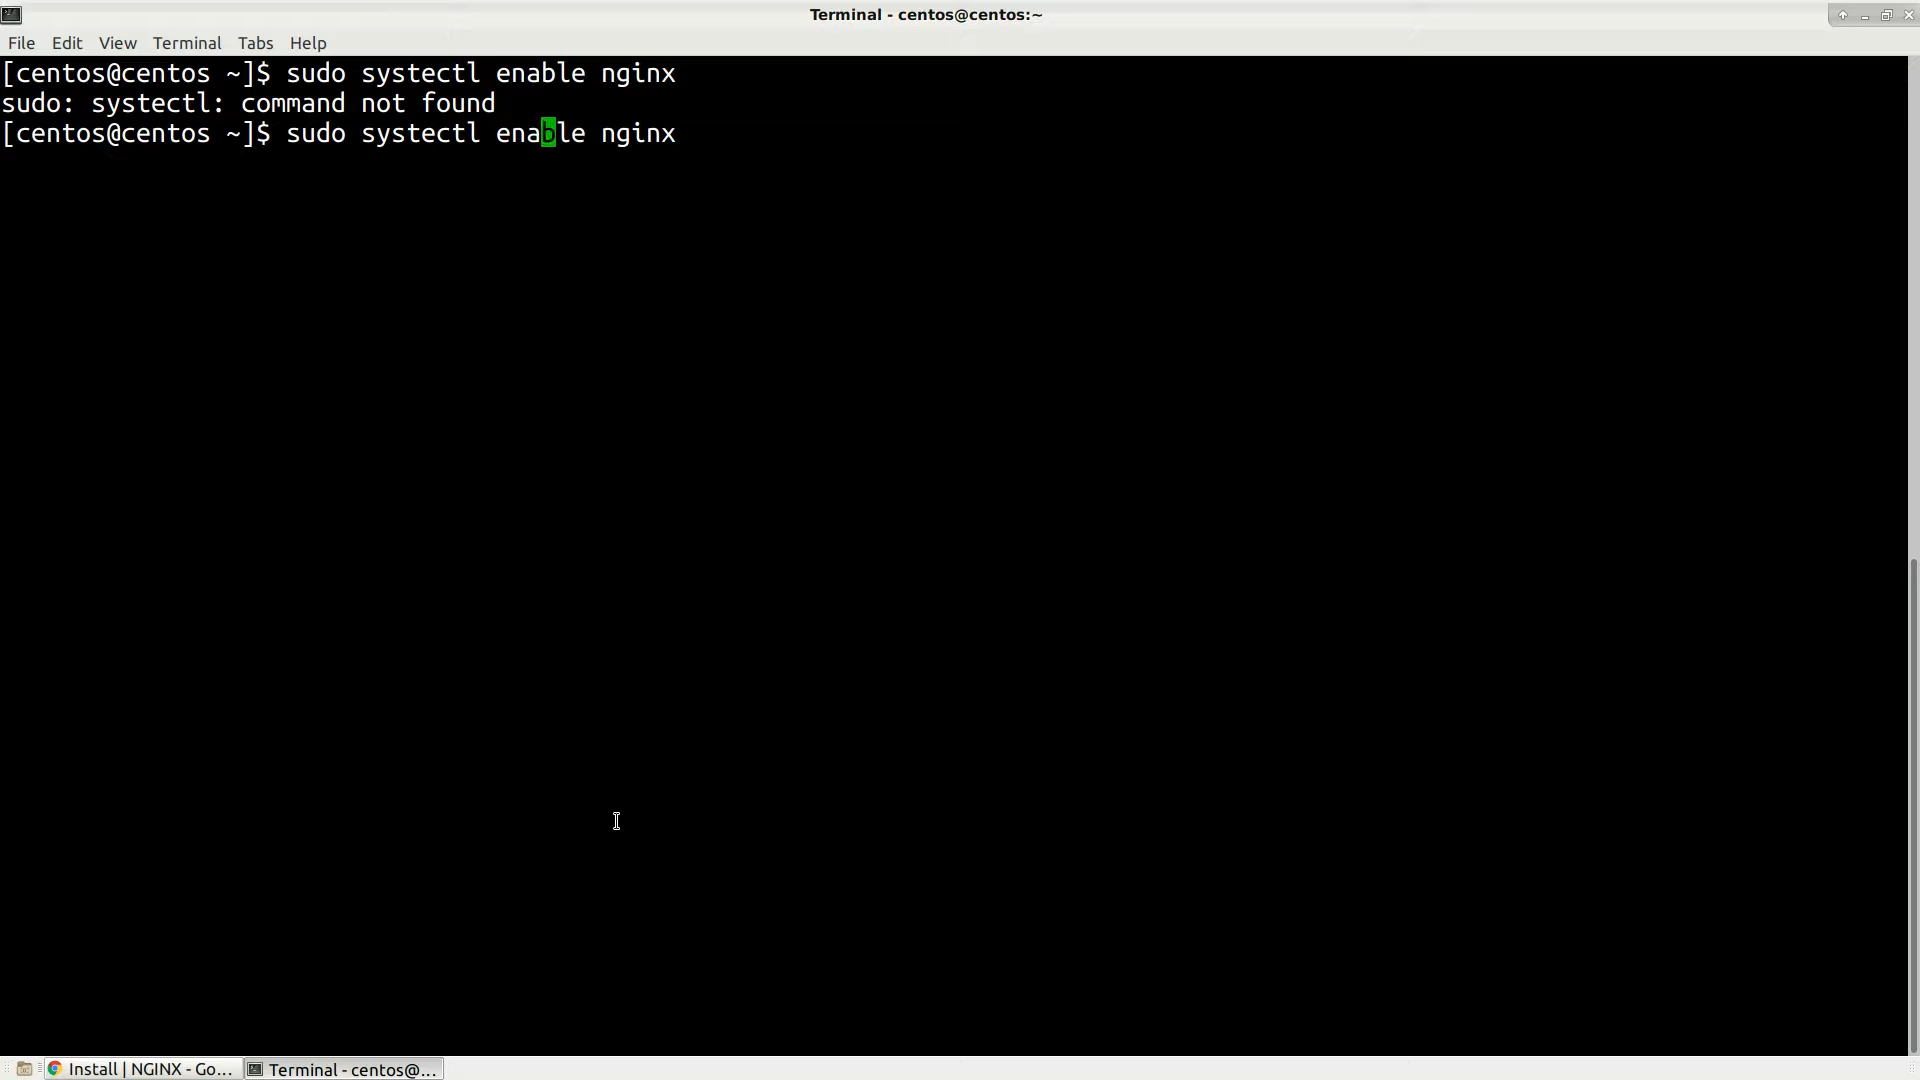 Terminal - centos@centos:~
File Edit View Terminal Tabs Help
[centos@centos ~]$ sudo systectl enable nginx
sudo: systectl: command not found
[centos@centos ~]$ sudo systectl enable nginx
Install | NGINX - Go... Terminal - centos@...